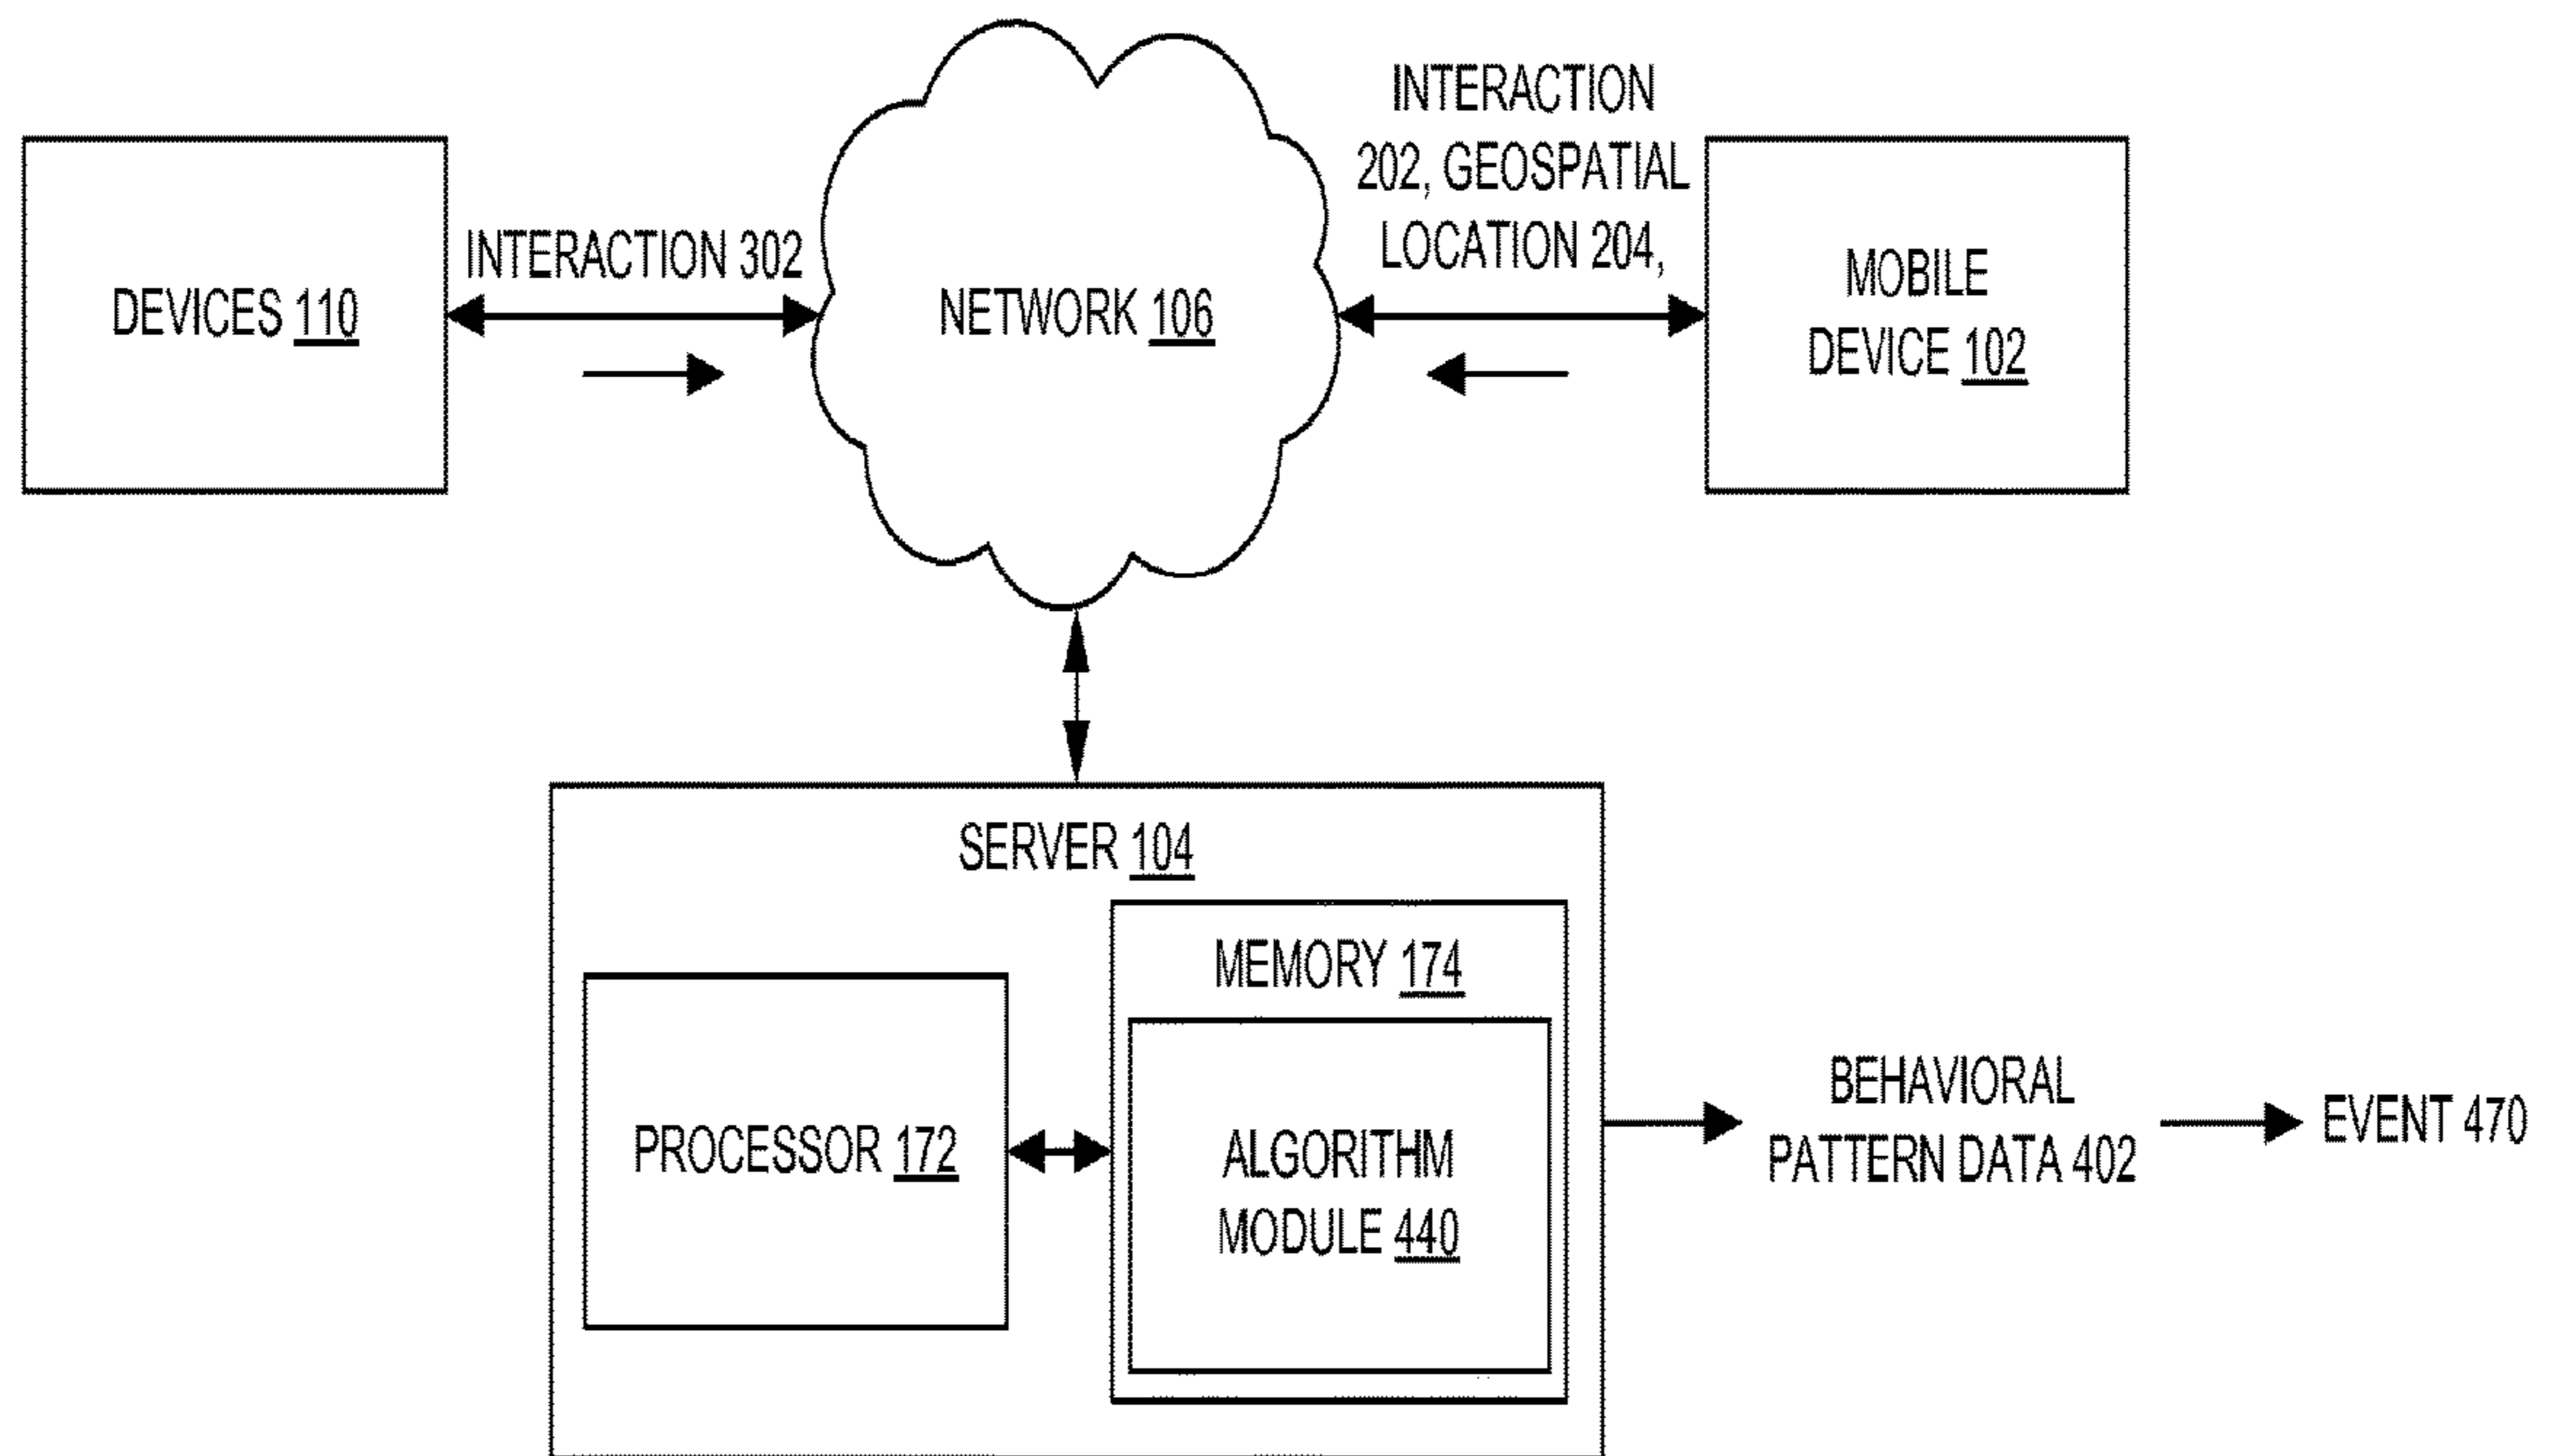 INTERACTION
202, GEOSPATIAL
LOCATION 204,
INTERACTION 302
DEVICES 110
NETWORK 106
MOBILE
DEVICE 102
SERVER 104
MEMORY 174
PROCESSOR 172
ALGORITHM
MODULE 440
BEHAVIORAL
PATTERN DATA 402
EVENT 470